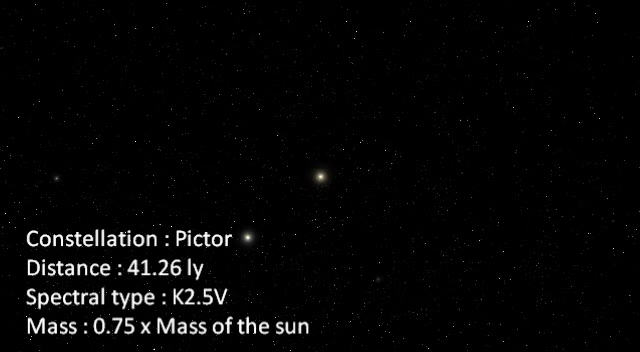 Constellation : Pictor
Distance : 41.26 ly
Spectral type : K2.5V
Mass : 0.75 x Mass of the sun